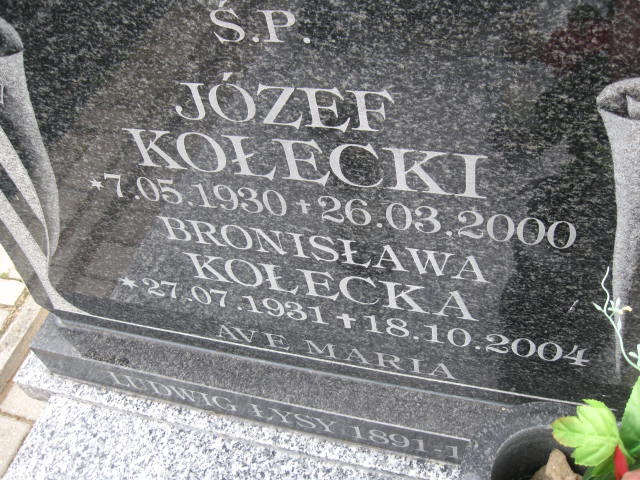 Ś.P.
JÓZEF
KOŁECKI
*7.05.1930 +26.03.2000
BRONISŁAWA
KOŁECKA
*27.07.1931 +18.10.2004
AVE MARIA
LUDWIG ŁYSY 1891-1